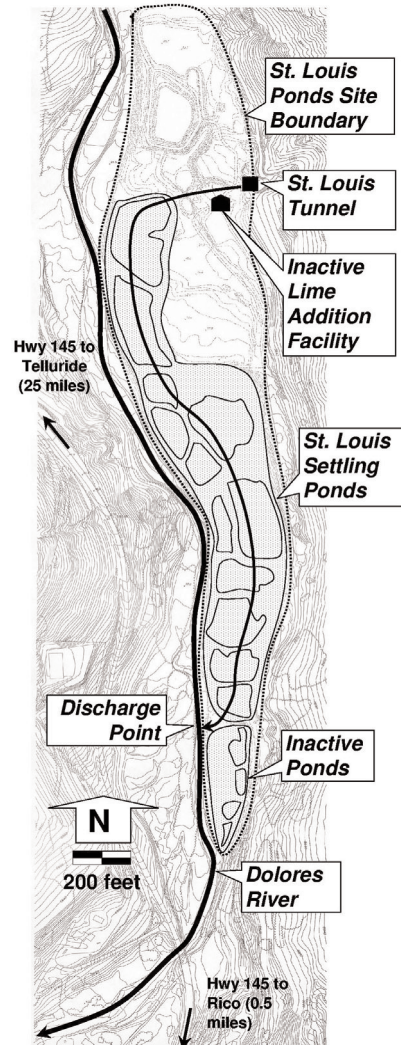 St. Louis
Ponds Site
Boundary
St. Louis
Tunnel
Inactive
Lime
Addition
Facility
Hwy 145 to
Telluride
(25 miles)
St. Louis
Settling
Ponds
Discharge
Point
Inactive
Ponds
N
200 feet
Dolores
River
Hwy 145 to
Rico (0.5
miles)